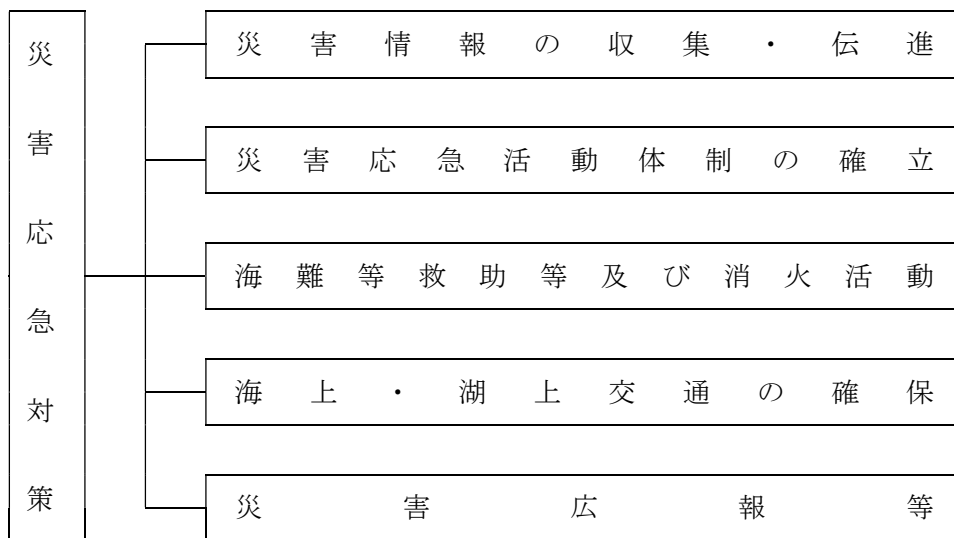 災害応急対策
災害情報の収集・伝進
災害応急活動体制の確立
海難等救助等及び消火活動
海上・湖上交通の確保
災害広報等